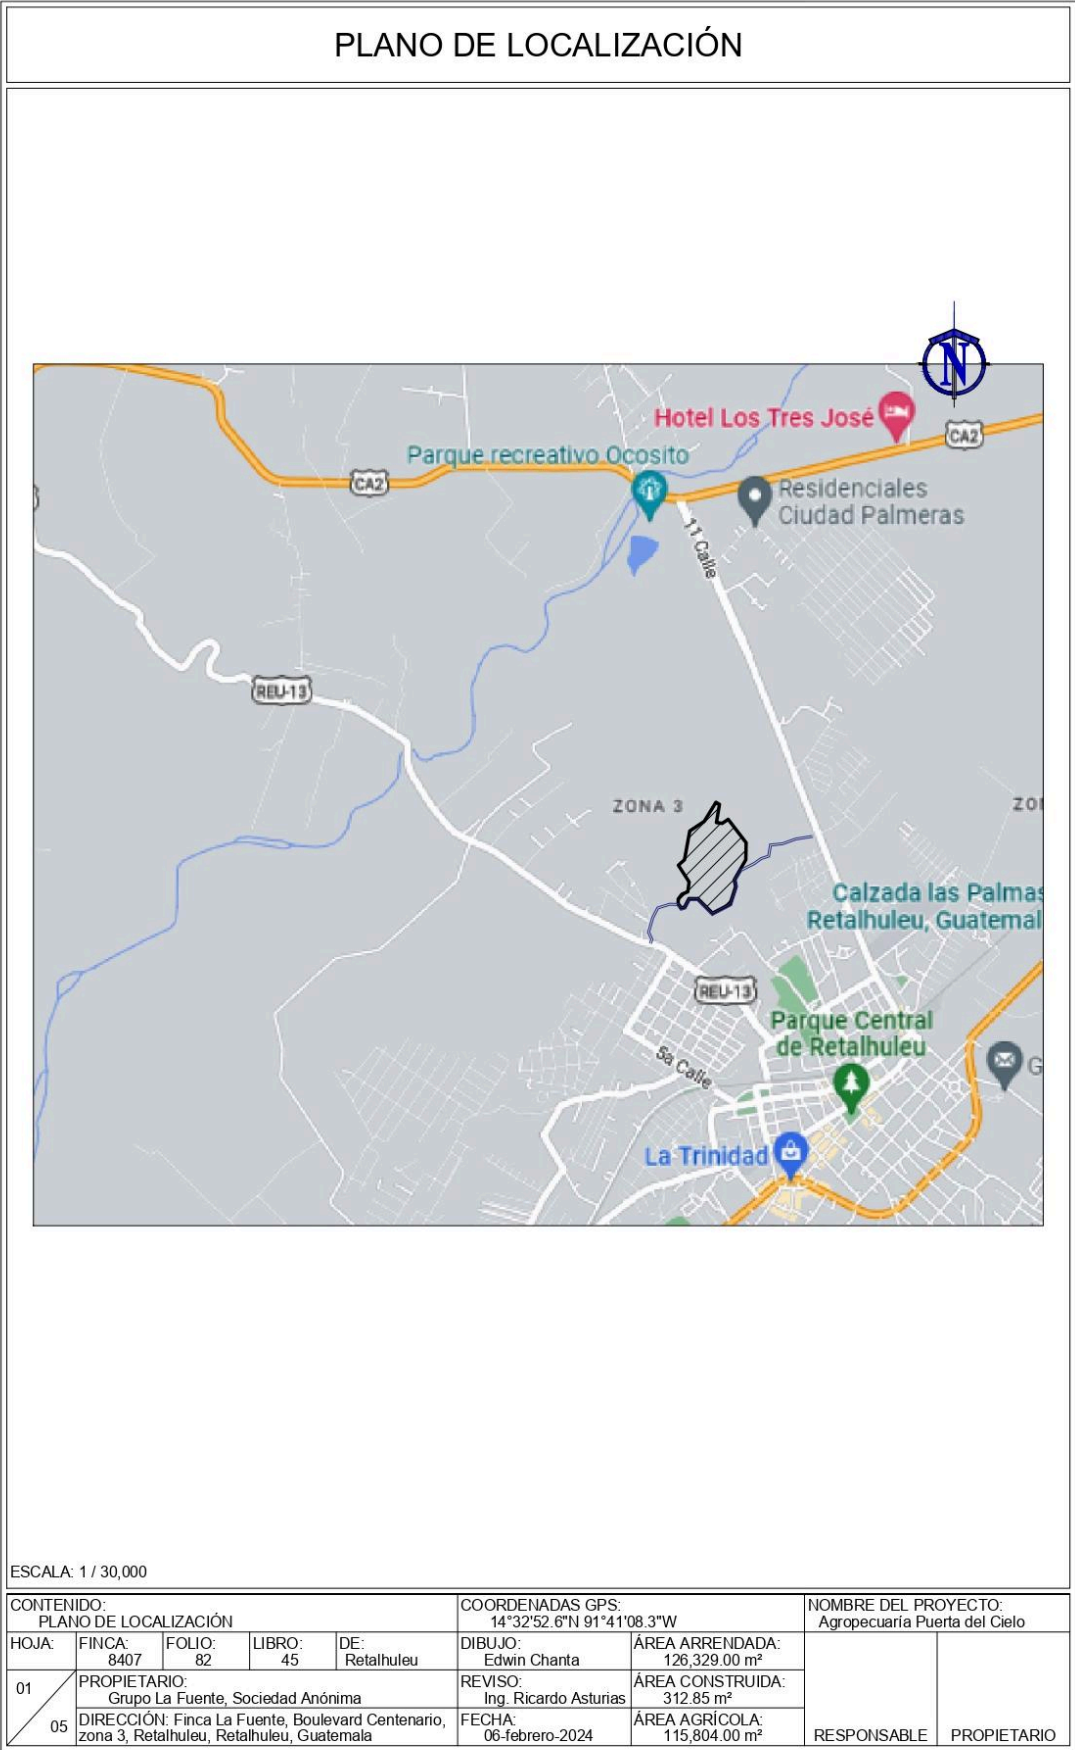 PLANO DE LOCALIZACIÓN
N
Hotel Los Tres José
CA2
Parque recreativo Ocosito
CA2
Residenciales
Ciudad Palmeras
11 Calle
REU-13
ZONA 3
Calzada las Palmas
Retalhuleu, Guatemal
REU-13
Parque Central
de Retalhuleu
5a Calle
G
La Trinidad
ESCALA: 1 / 30,000
CONTENIDO:
PLANO DE LOCALIZACIÓN
COORDENADAS GPS:
14°32'52.6"N 91°41'08.3"W
NOMBRE DEL PROYECTO:
Agropecuaría Puerta del Cielo
HOJA:
01
05
FINCA:
8407
FOLIO:
82
LIBRO:
45
DE:
Retalhuleu
DIBUJO:
Edwin Chanta
ÁREA ARRENDADA:
126,329.00 m²
PROPIETARIO:
Grupo La Fuente, Sociedad Anónima
REVISO:
Ing. Ricardo Asturias
ÁREA CONSTRUIDA:
312.85 m²
DIRECCIÓN: Finca La Fuente, Boulevard Centenario,
zona 3, Retalhuleu, Retalhuleu, Guatemala
FECHA:
06-febrero-2024
ÁREA AGRÍCOLA:
115,804.00 m²
RESPONSABLE
PROPIETARIO